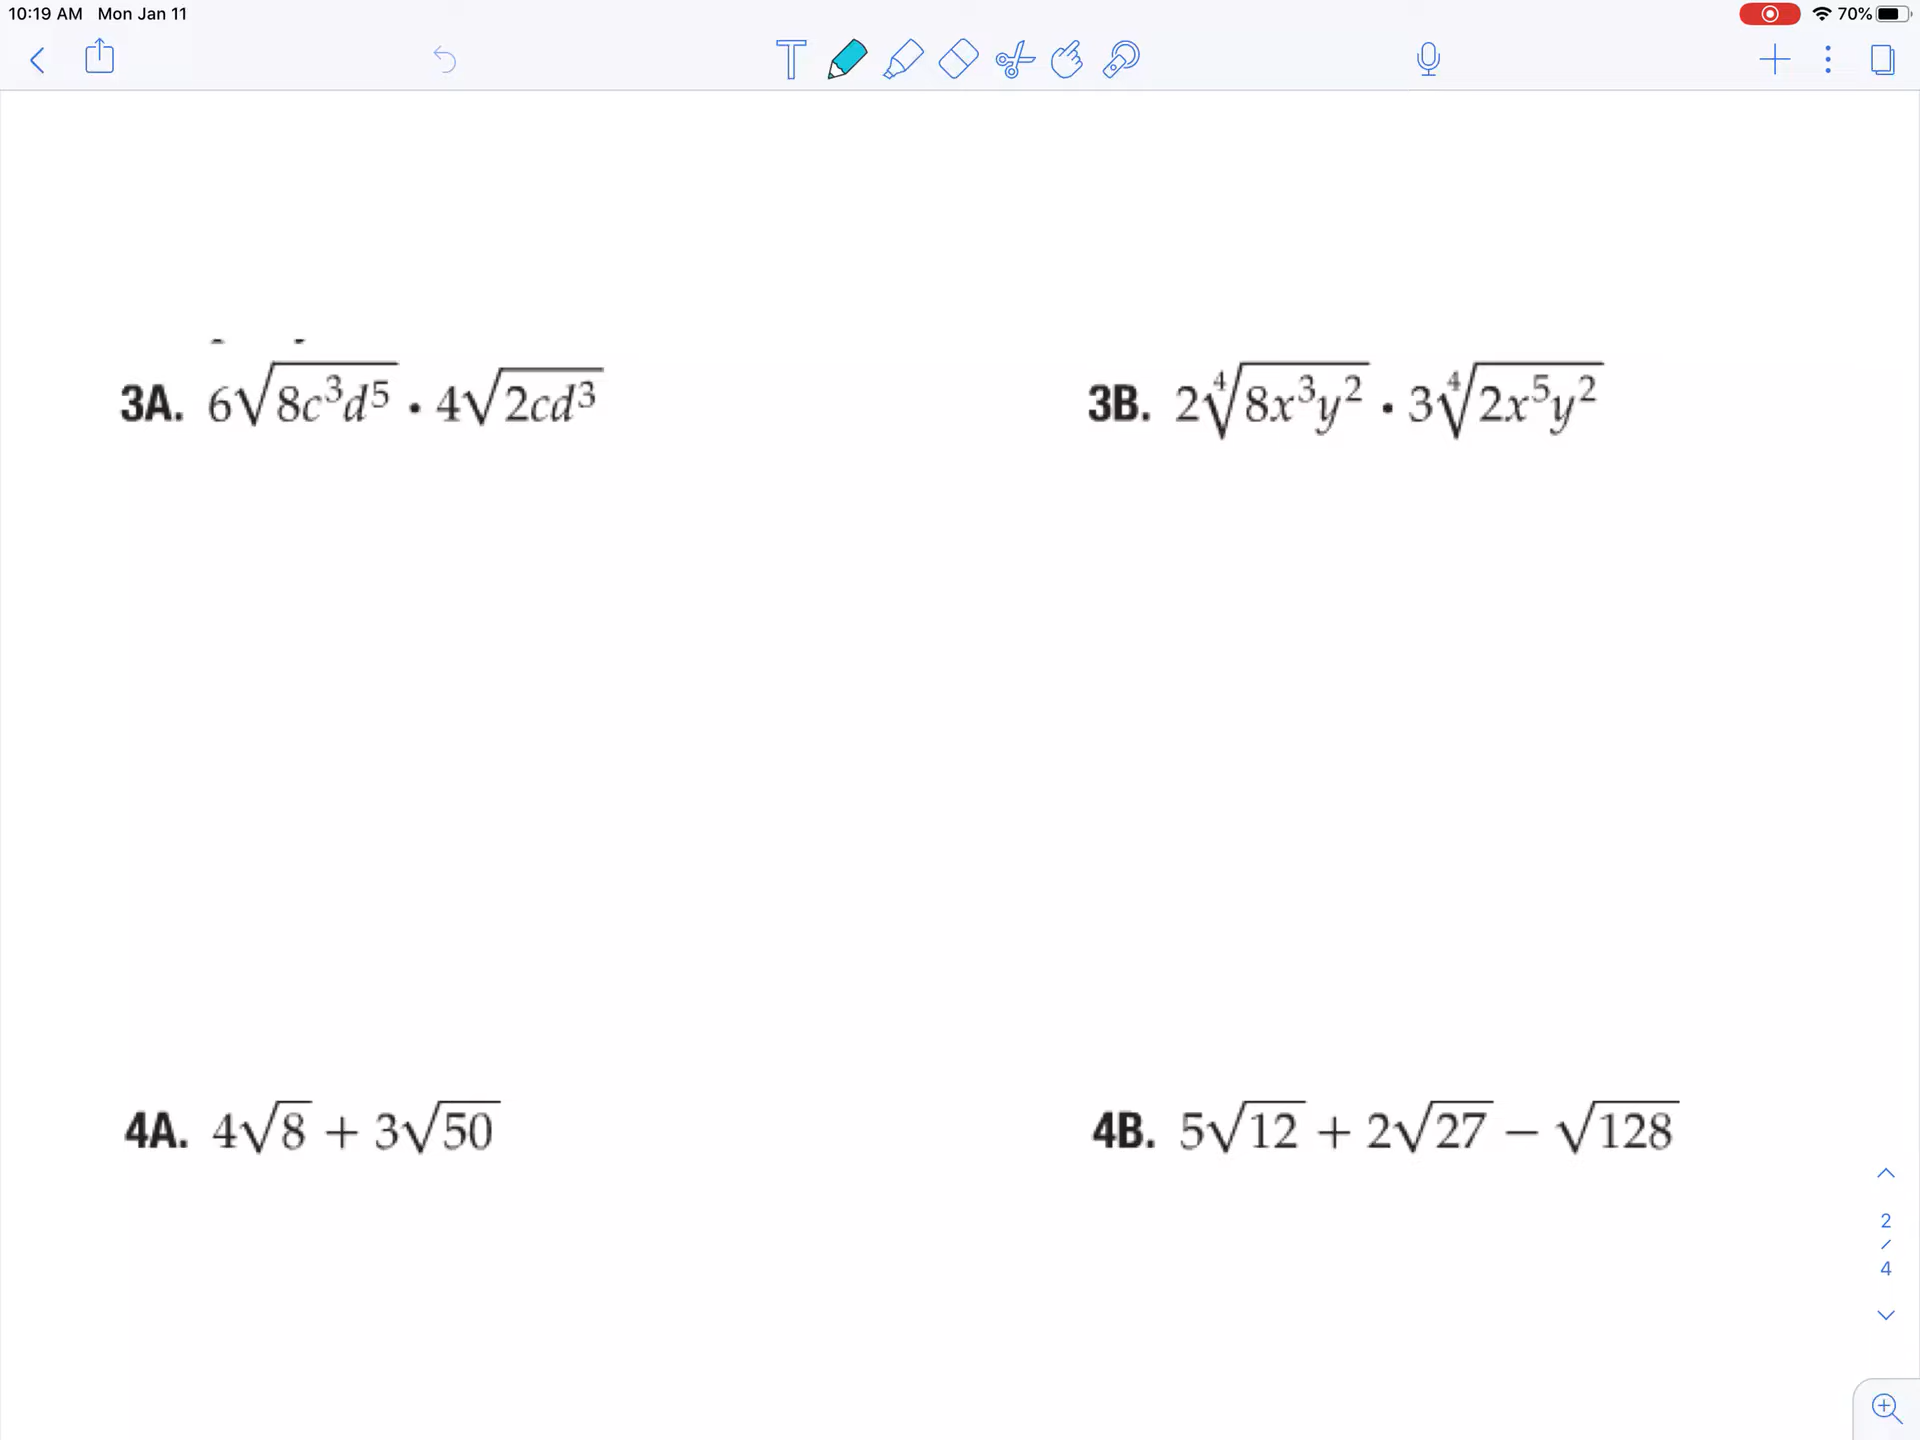 10:19 AM Mon Jan 11 70%
3A. 6√8c³d⁵ · 4√2cd³
3B. 2∜8x³y² · 3∜2x⁵y²
4A. 4√8 + 3√50
4B. 5√12 + 2√27 − √128
2
/
4